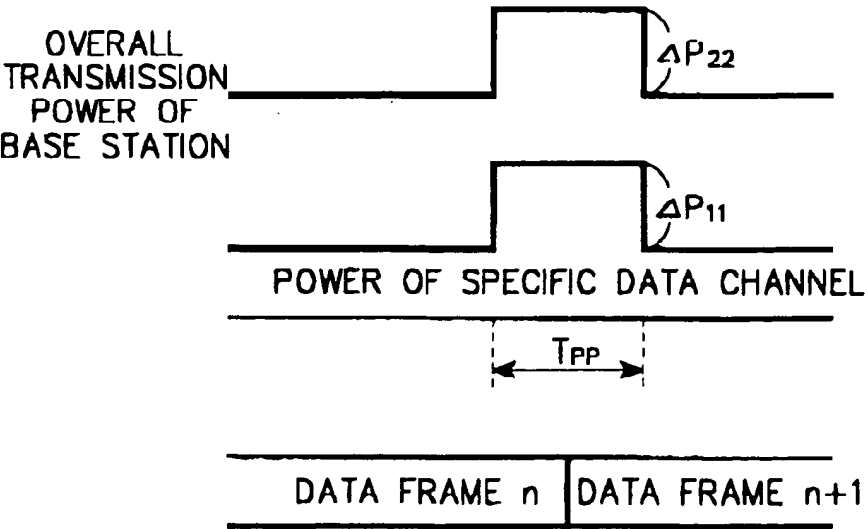 OVERALL
TRANSMISSION
POWER OF
BASE STATION
ΔP22
ΔP11
POWER OF SPECIFIC DATA CHANNEL
TPP
DATA FRAME n
DATA FRAME n+1